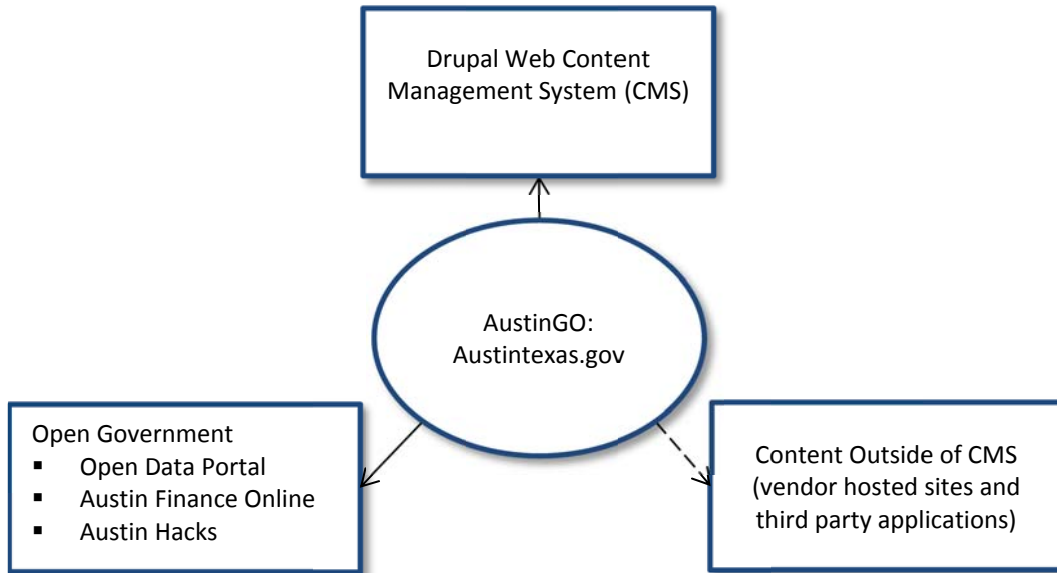 Drupal Web Content
Management System (CMS)
AustinGO:
Austintexas.gov
Open Government
▪ Open Data Portal
▪ Austin Finance Online
▪ Austin Hacks
Content Outside of CMS
(vendor hosted sites and
third party applications)